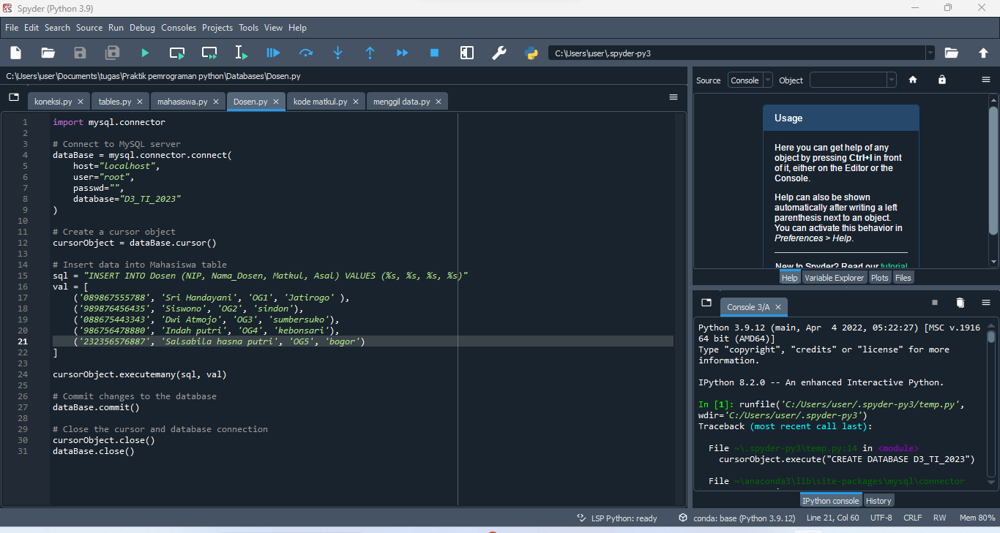 Spyder (Python 3.9)
File Edit Search Source Run Debug Consoles Projects Tools View Help
C:\Users\user\.spyder-py3
C:\Users\user\Documents\tugas\Praktik pemrograman python\Databases\Dosen.py
koneksi.py tables.py mahasiswa.py Dosen.py kode matkul.py menggil data.py
1 import mysql.connector
2
3 # Connect to MySQL server
4 dataBase = mysql.connector.connect(
5 host="localhost",
6 user="root",
7 passwd="",
8 database="D3_TI_2023"
9 )
10
11 # Create a cursor object
12 cursorObject = dataBase.cursor()
13
14 # Insert data into Mahasiswa table
15 sql = "INSERT INTO Dosen (NIP, Nama_Dosen, Matkul, Asal) VALUES (%s, %s, %s, %s)"
16 val = [
17 ('089867555788', 'Sri Handayani', 'OG1', 'Jatirogo' ),
18 ('989876456435', 'Siswono', 'OG2', 'sindon'),
19 ('088675443343', 'Dwi Atmojo', 'OG3', 'sumbersuko'),
20 ('986756478880', 'Indah putri', 'OG4', 'kebonsari'),
21 ('232356576887', 'Salsabila hasna putri', 'OG5', 'bogor')
22 ]
23
24 cursorObject.executemany(sql, val)
25
26 # Commit changes to the database
27 dataBase.commit()
28
29 # Close the cursor and database connection
30 cursorObject.close()
31 dataBase.close()
Source Console Object
Usage
Here you can get help of any
object by pressing Ctrl+I in front
of it, either on the Editor or the
Console.
Help can also be shown
automatically after writing a left
parenthesis next to an object.
You can activate this behavior in
Preferences > Help.
New to Spyder? Read our tutorial
Help Variable Explorer Plots Files
Console 3/A
Python 3.9.12 (main, Apr 4 2022, 05:22:27) [MSC v.1916
64 bit (AMD64)]
Type "copyright", "credits" or "license" for more
information.
IPython 8.2.0 -- An enhanced Interactive Python.
In [1]: runfile('C:/Users/user/.spyder-py3/temp.py',
wdir='C:/Users/user/.spyder-py3')
Traceback (most recent call last):
File ~\.spyder-py3\temp.py:14 in <module>
cursorObject.execute("CREATE DATABASE D3_TI_2023")
File ~\anaconda3\lib\site-packages\mysql\connector
IPython console History
LSP Python: ready conda: base (Python 3.9.12) Line 21, Col 60 UTF-8 CRLF RW Mem 80%